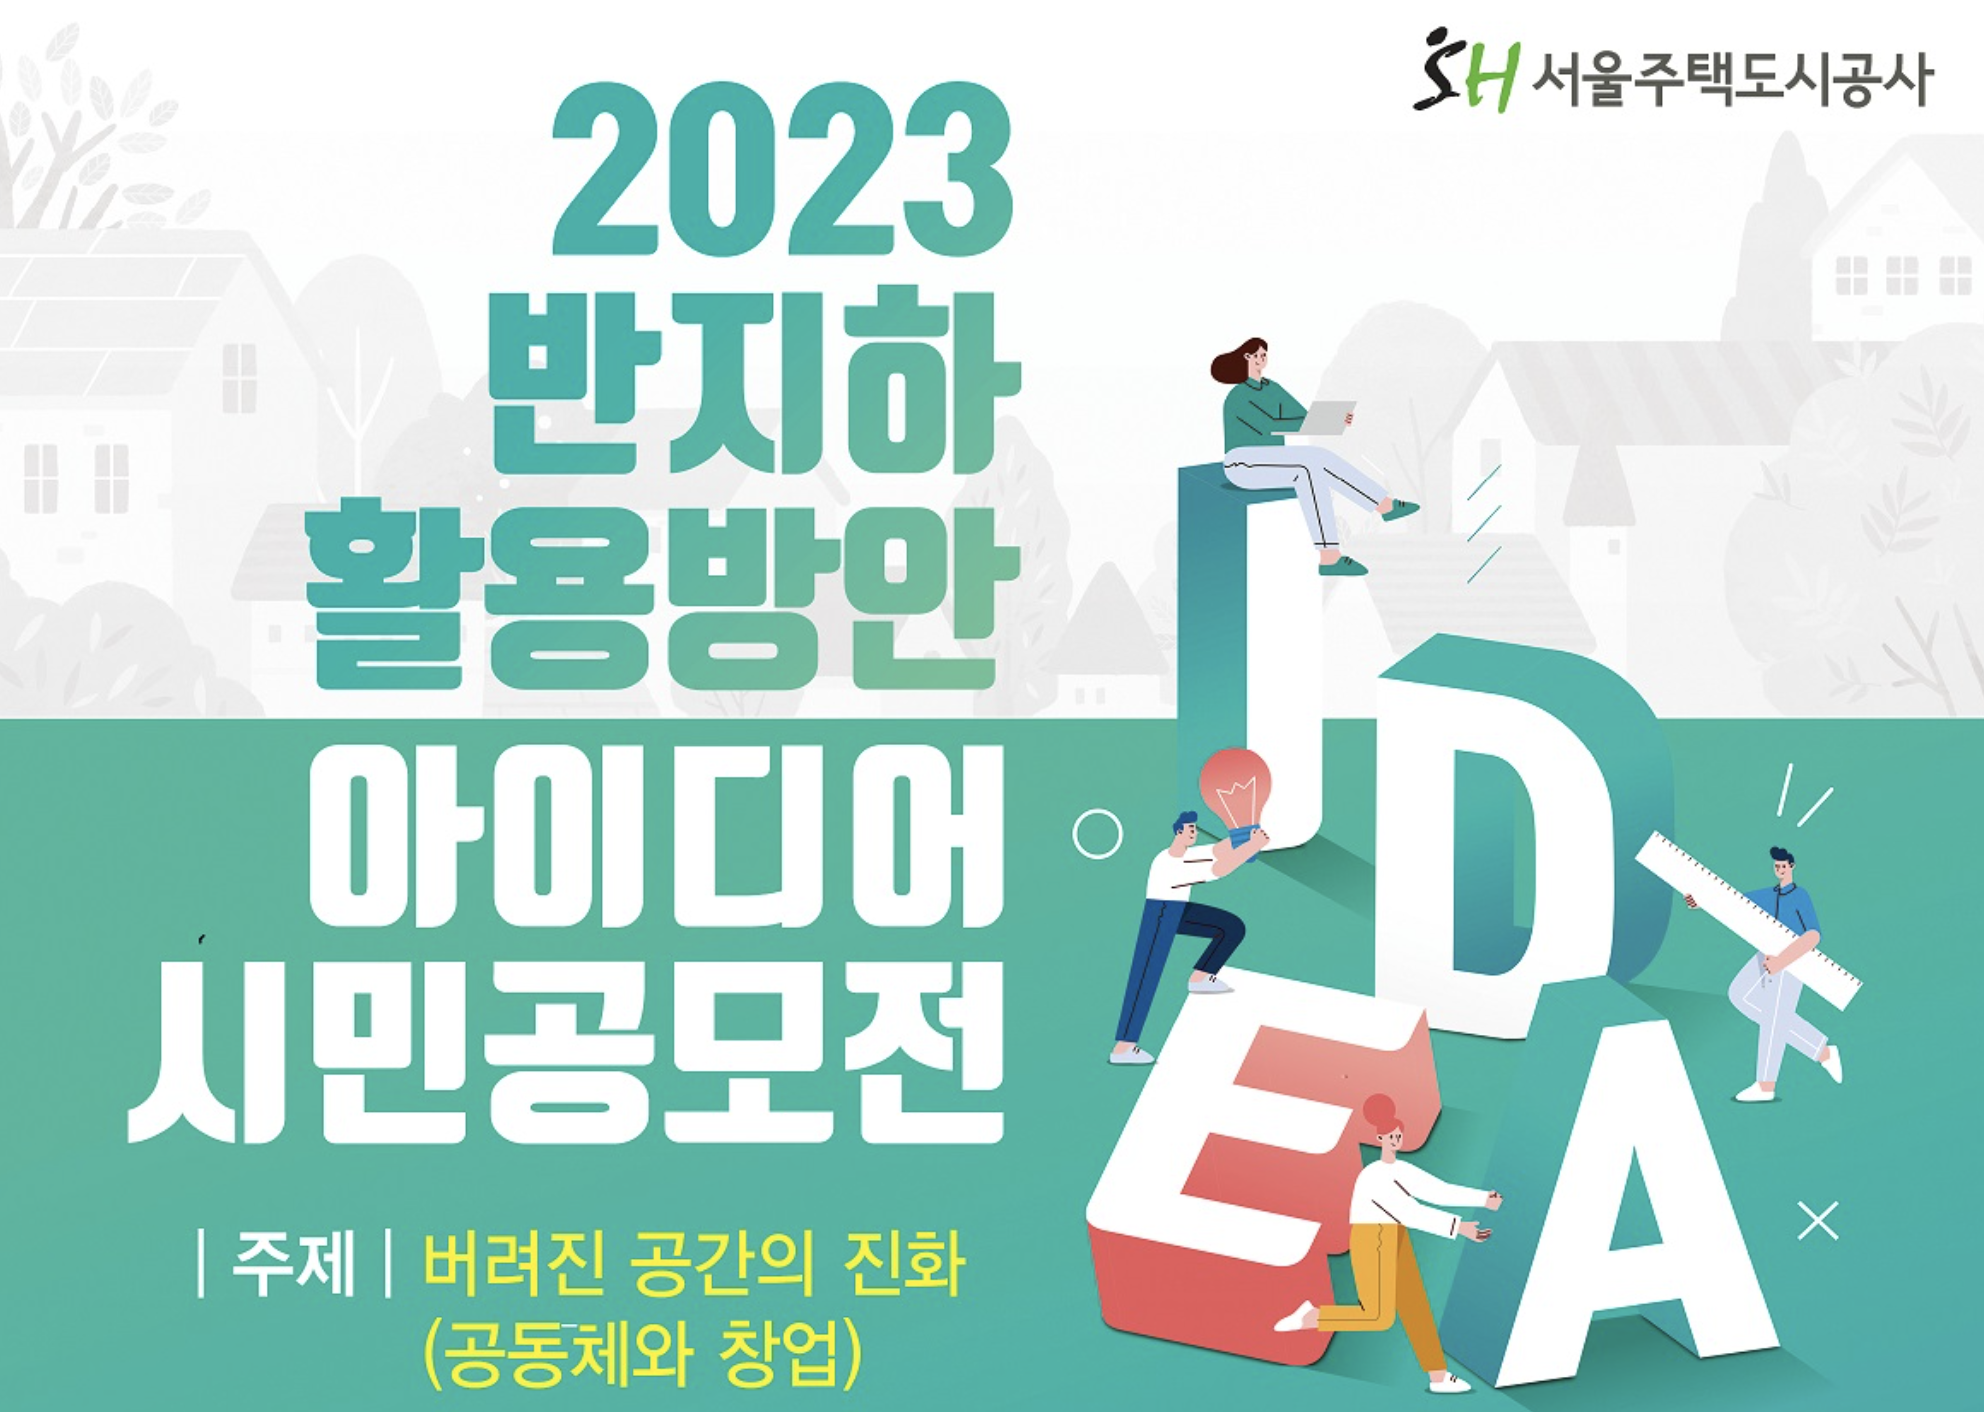 SH 서울주택도시공사
2023
반지하
활용방안
아이디어
시민공모전
| 주제 | 버려진 공간의 진화
(공동체와 창업)
IDEA